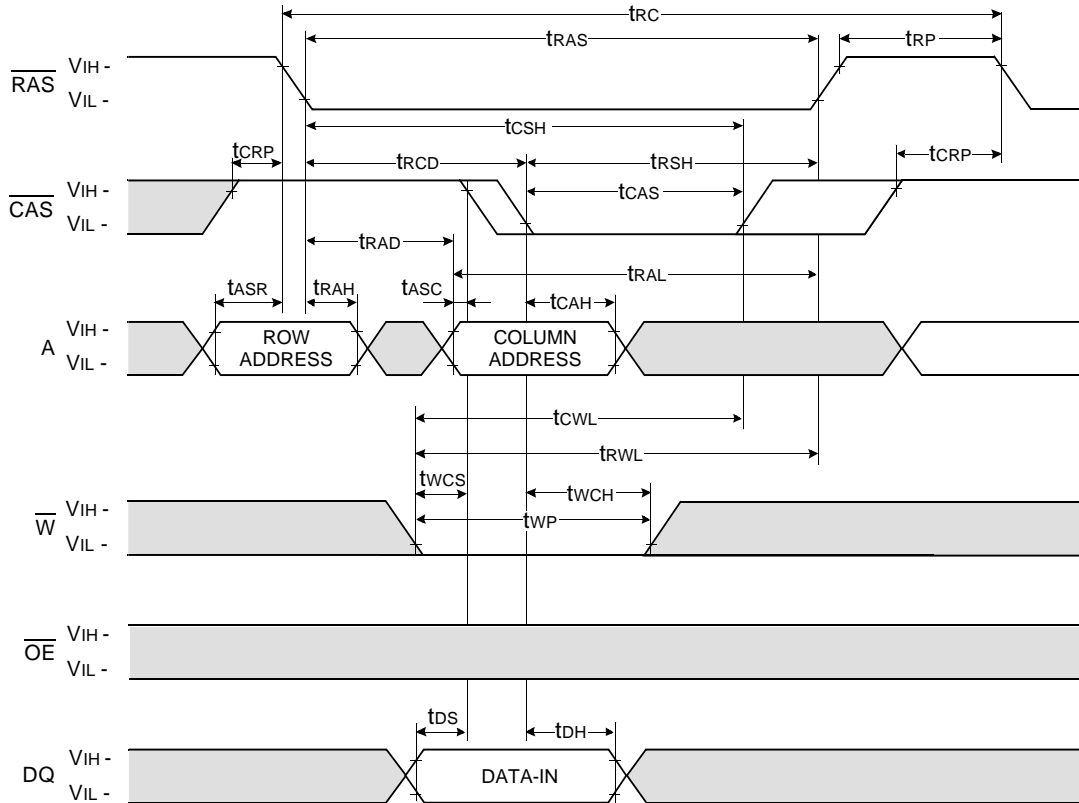 tRC
tRAS
tRP
RAS
VIH -
VIL -
tCSH
tCRP
tRCD
tRSH
tCRP
CAS
VIH -
VIL -
tCAS
tRAD
tRAL
tASR
tRAH
tASC
tCAH
A
VIH -
VIL -
ROW
ADDRESS
COLUMN
ADDRESS
tCWL
tRWL
tWCS
tWCH
W
VIH -
VIL -
tWP
OE
VIH -
VIL -
tDS
tDH
DQ
VIH -
VIL -
DATA-IN